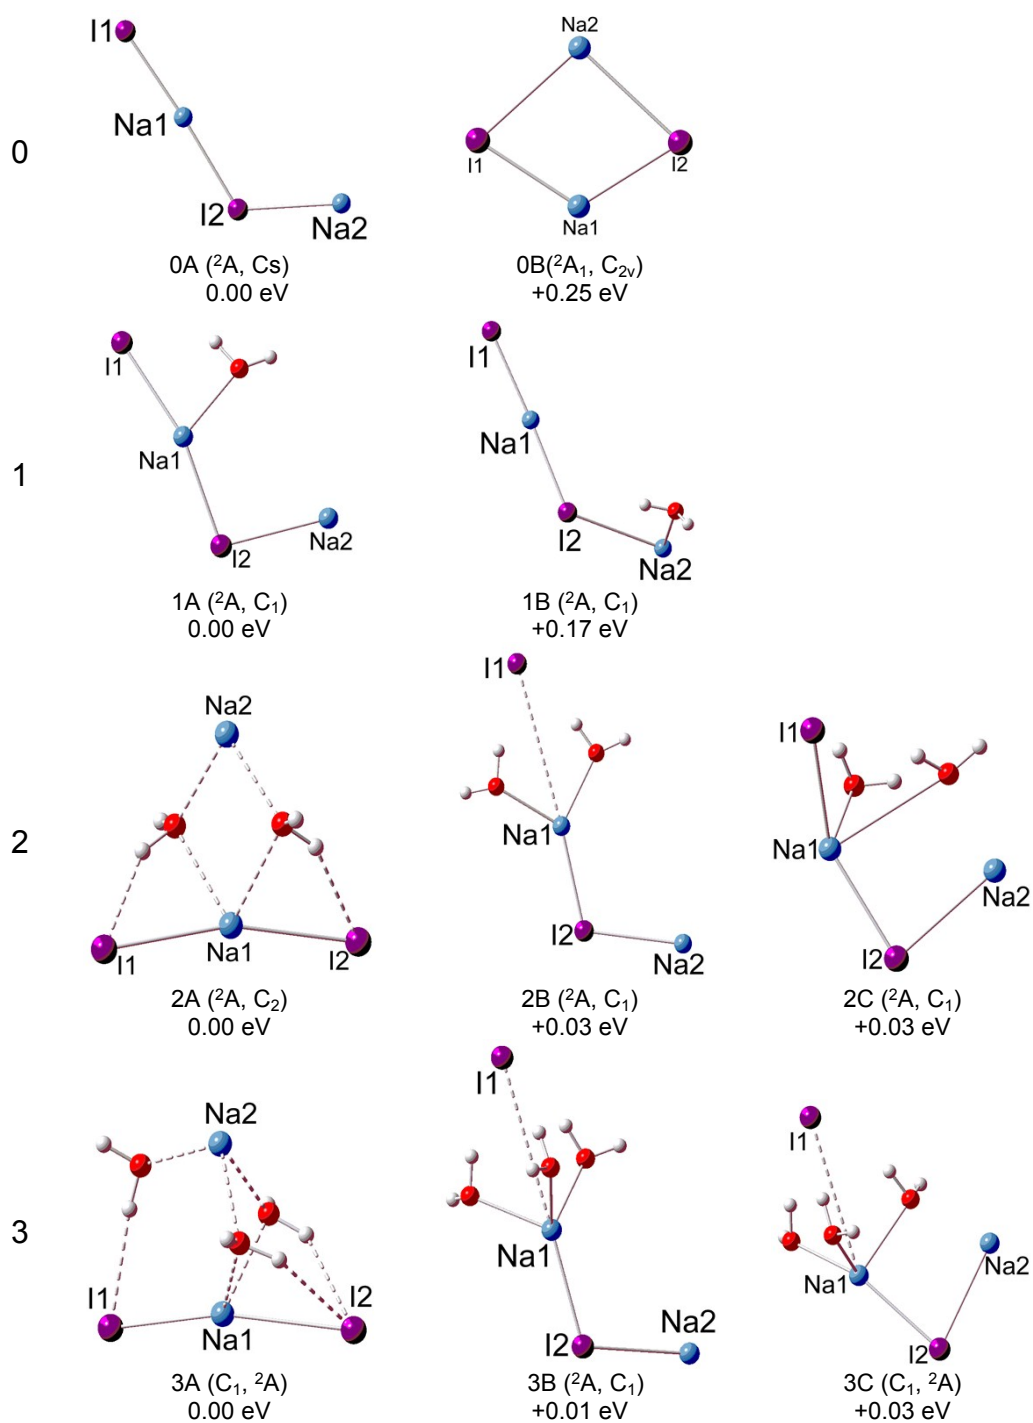 I1
Na1
I2
Na2
0
0A (²A, Cs)
0.00 eV
Na2
I1
I2
Na1
0B(²A₁, C₂ᵥ)
+0.25 eV
I1
Na1
I2
Na2
1
1A (²A, C₁)
0.00 eV
I1
Na1
I2
Na2
1B (²A, C₁)
+0.17 eV
Na2
I1
Na1
I2
2
2A (²A, C₂)
0.00 eV
I1
Na1
I2
Na2
2B (²A, C₁)
+0.03 eV
I1
Na1
Na2
I2
2C (²A, C₁)
+0.03 eV
Na2
I1
Na1
I2
3
3A (C₁, ²A)
0.00 eV
I1
Na1
I2
Na2
3B (²A, C₁)
+0.01 eV
I1
Na1
Na2
I2
3C (C₁, ²A)
+0.03 eV